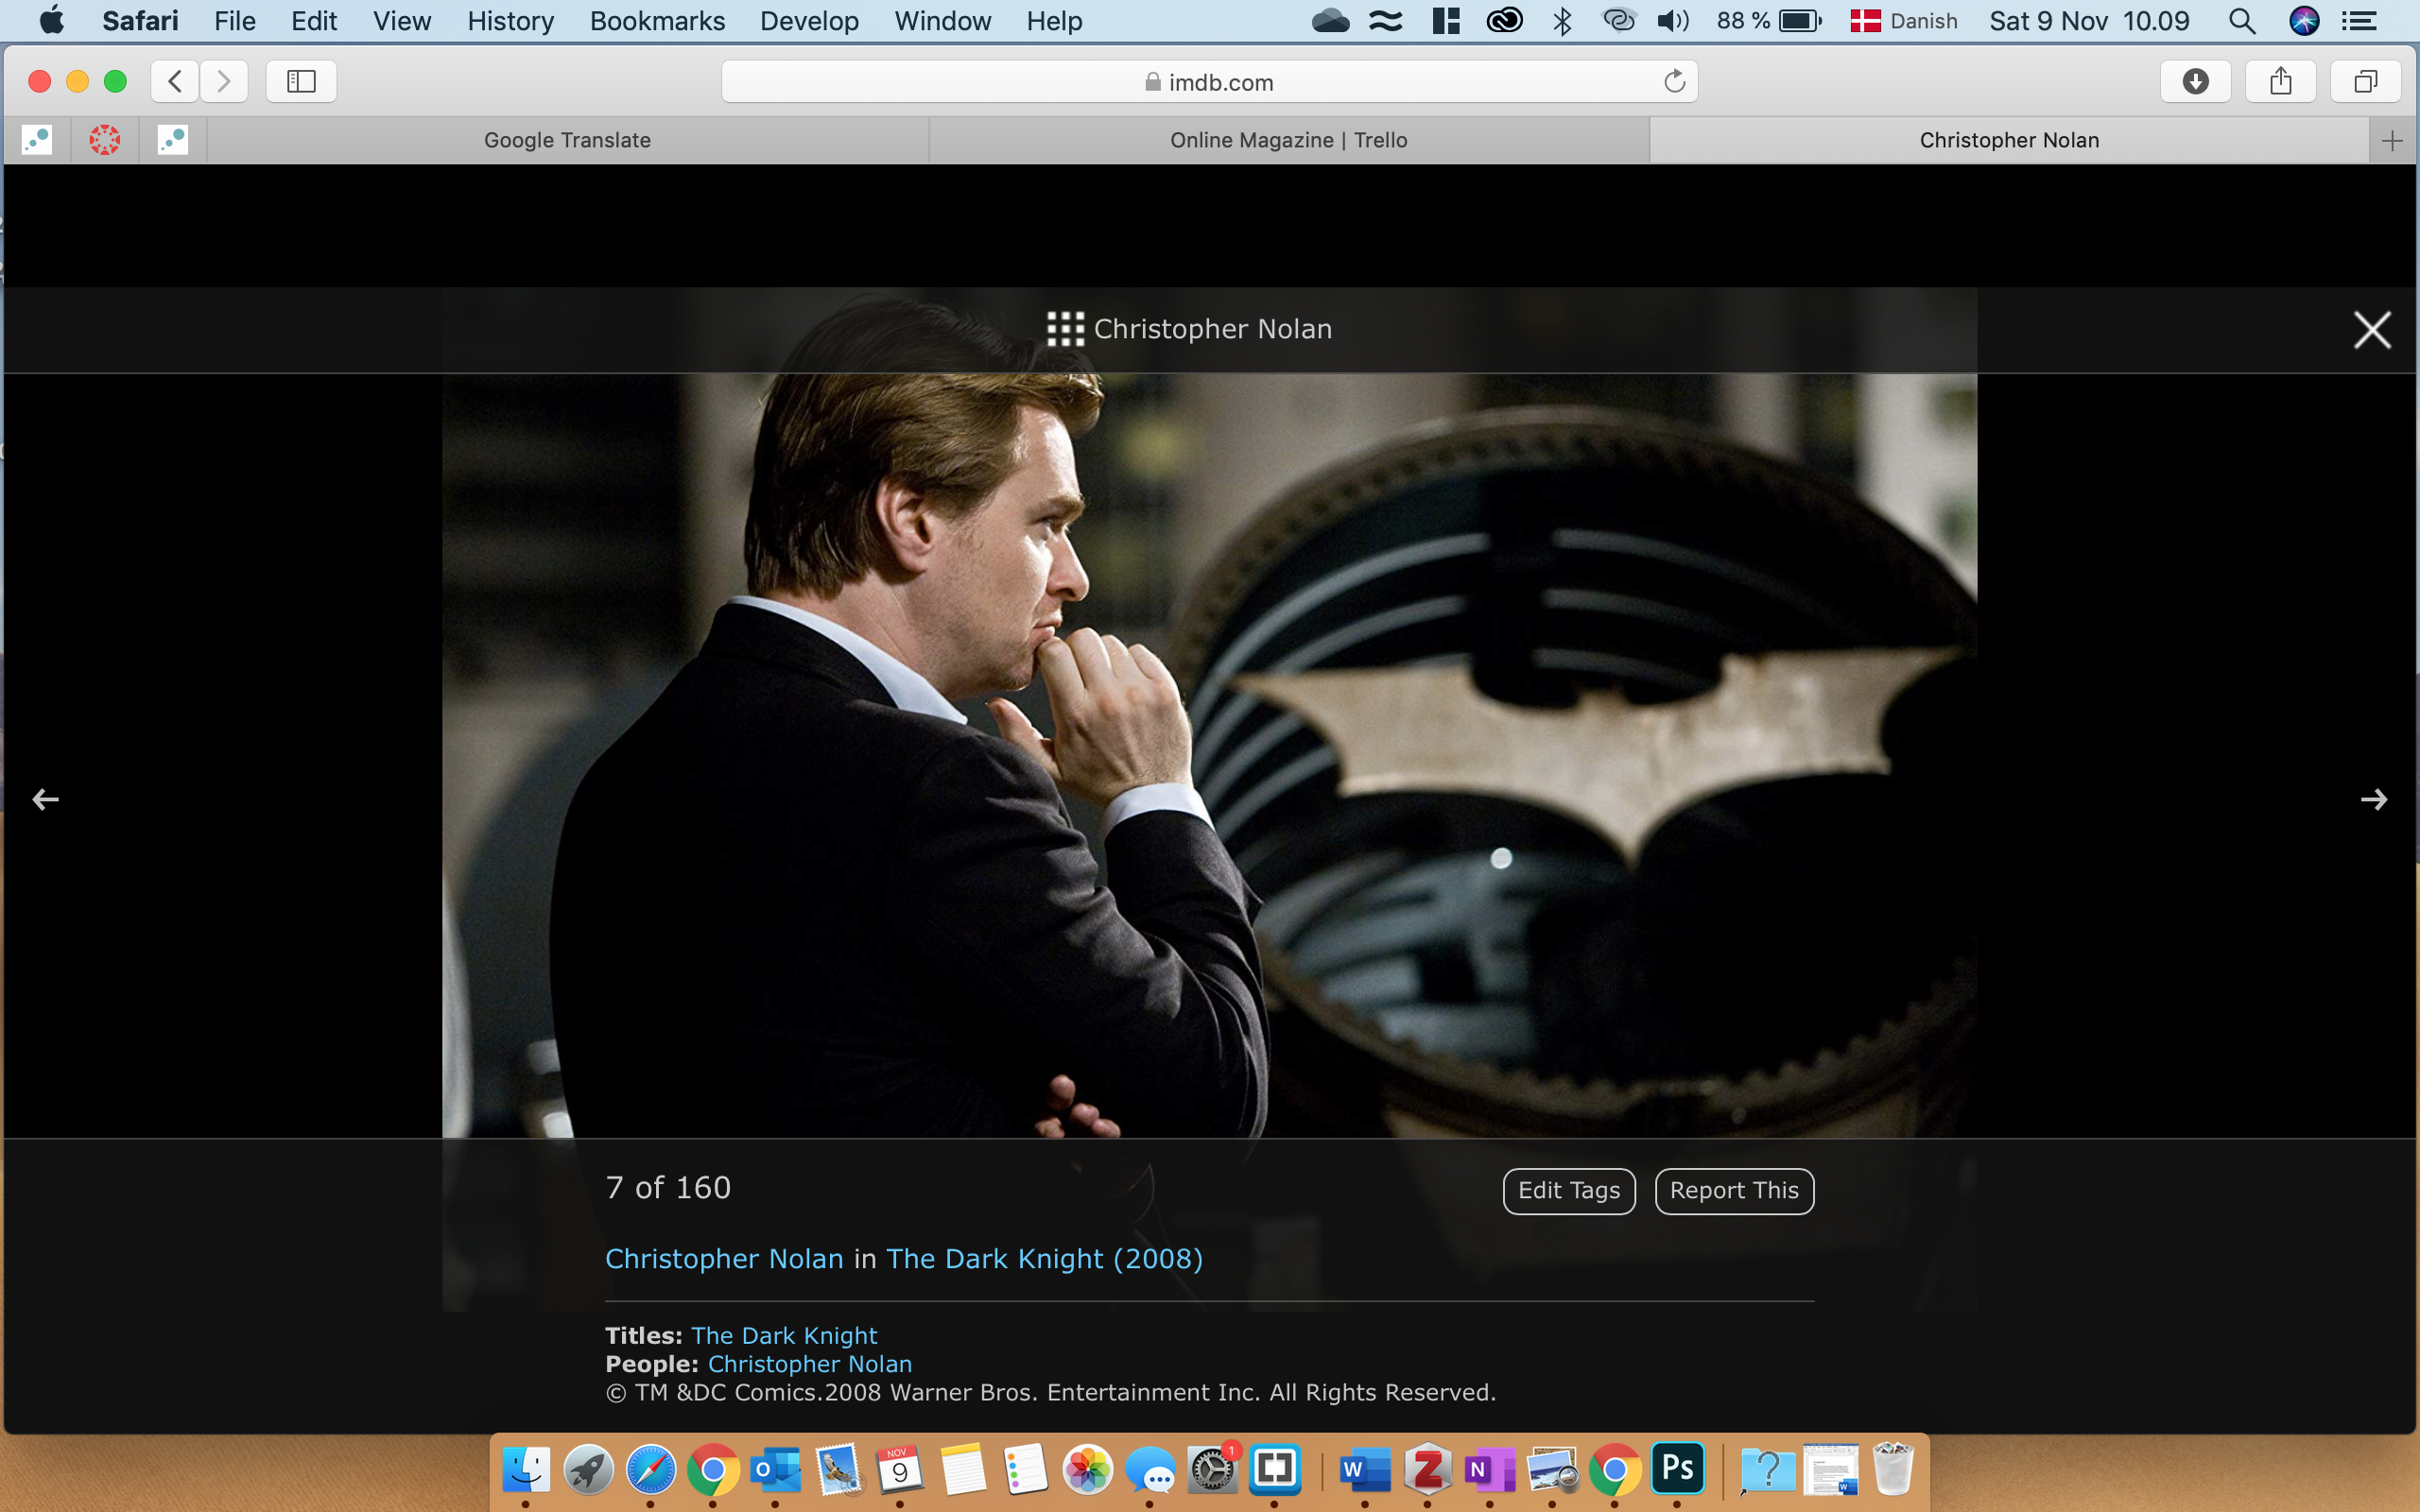 Safari File Edit View History Bookmarks Develop Window Help 88 % Danish Sat 9 Nov 10.09
imdb.com
Google Translate Online Magazine | Trello Christopher Nolan
Christopher Nolan
7 of 160 Edit Tags Report This
Christopher Nolan in The Dark Knight (2008)
Titles: The Dark Knight
People: Christopher Nolan
© TM &DC Comics.2008 Warner Bros. Entertainment Inc. All Rights Reserved.
NOV 1
9 O W Z N Ps ?